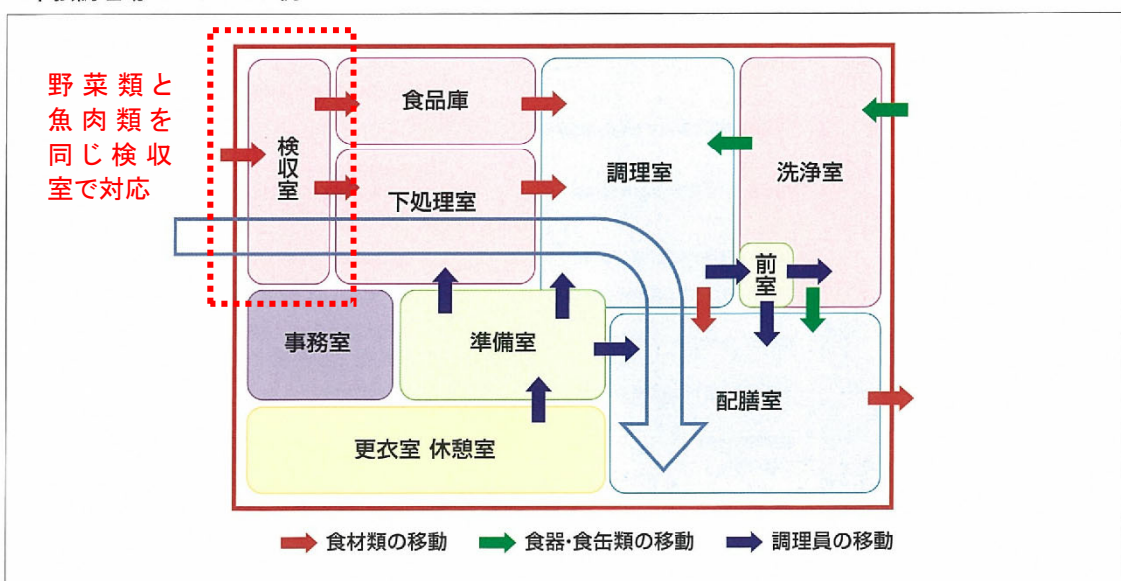 野菜類と
魚肉類を
同じ検収
室で対応
検収室
食品庫
下処理室
調理室
洗浄室
前室
事務室
準備室
配膳室
更衣室 休憩室
食材類の移動
食器・食缶類の移動
調理員の移動